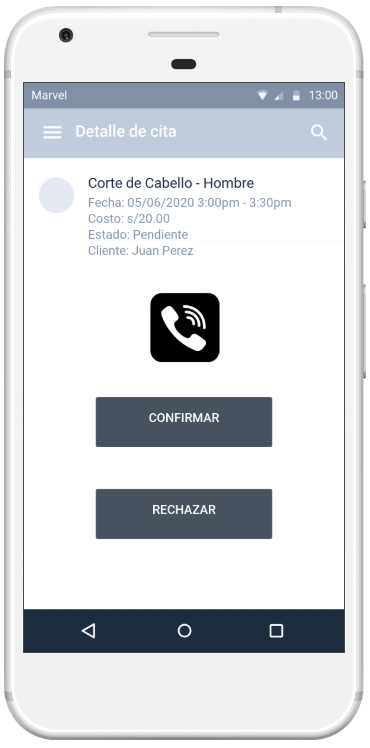 Marvel
13:00
Detalle de cita
Corte de Cabello - Hombre
Fecha: 05/06/2020 3:00pm - 3:30pm
Costo: s/20.00
Estado: Pendiente
Cliente: Juan Perez
CONFIRMAR
RECHAZAR